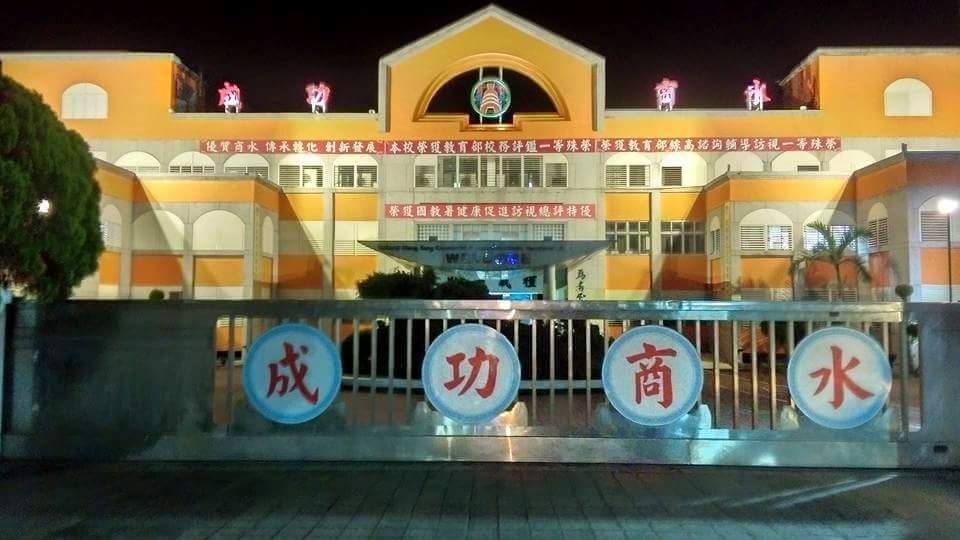 成功商水
優質商水 傳承轉化 創新發展
本校榮獲教育部校務評鑑一等殊榮
榮獲教育部綜高諮詢輔導訪視一等殊榮
榮獲國教署健康促進訪視總評特優
成 功 商 水